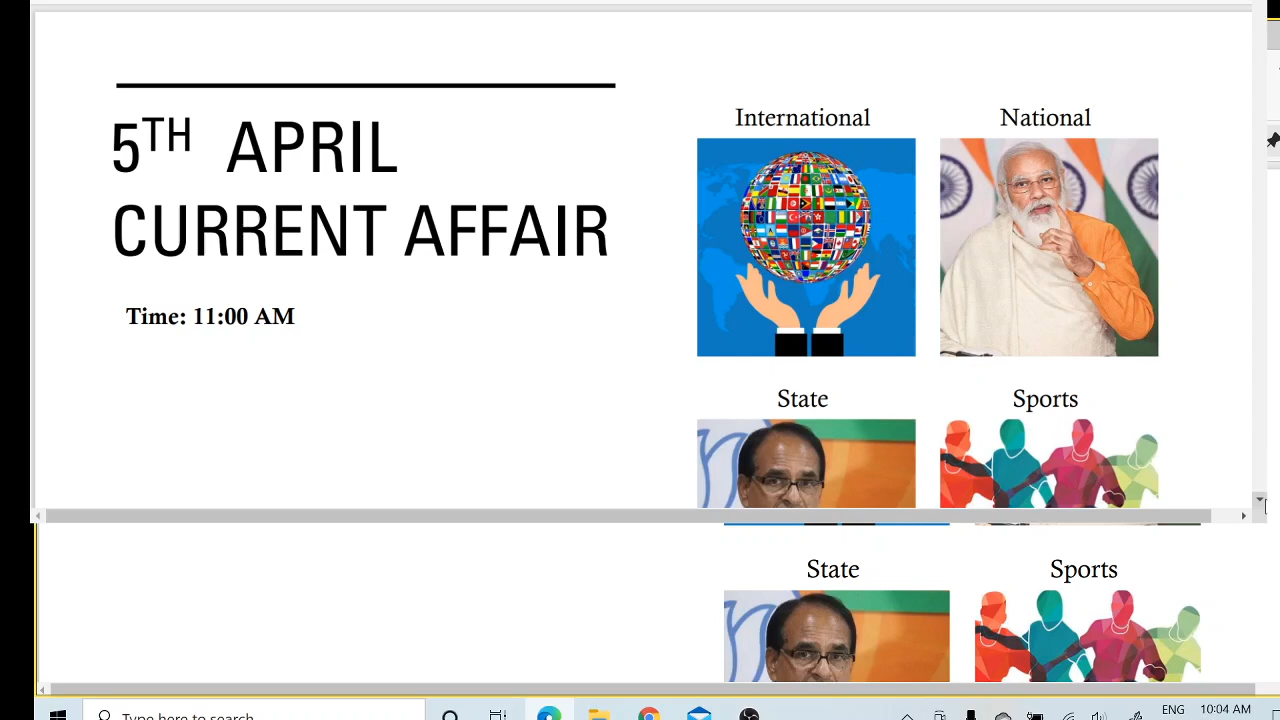 5TH APRIL
CURRENT AFFAIR
Time: 11:00 AM
International
National
State
Sports
State
Sports
Type here to search
ENG
10:04 AM